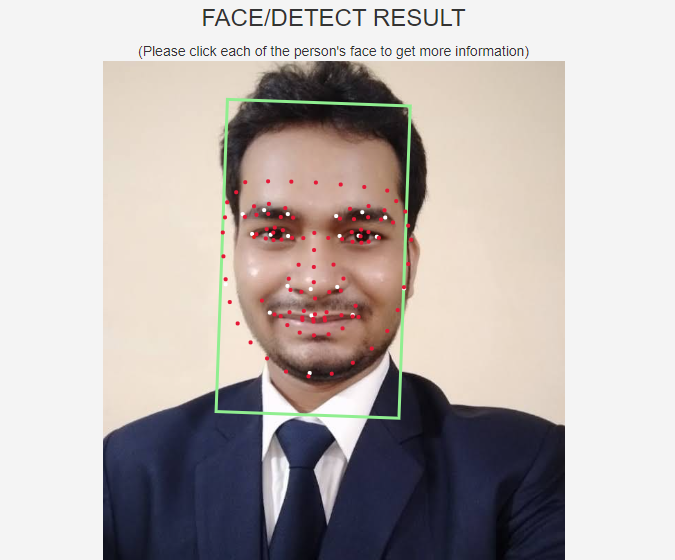 FACE/DETECT RESULT
(Please click each of the person's face to get more information)